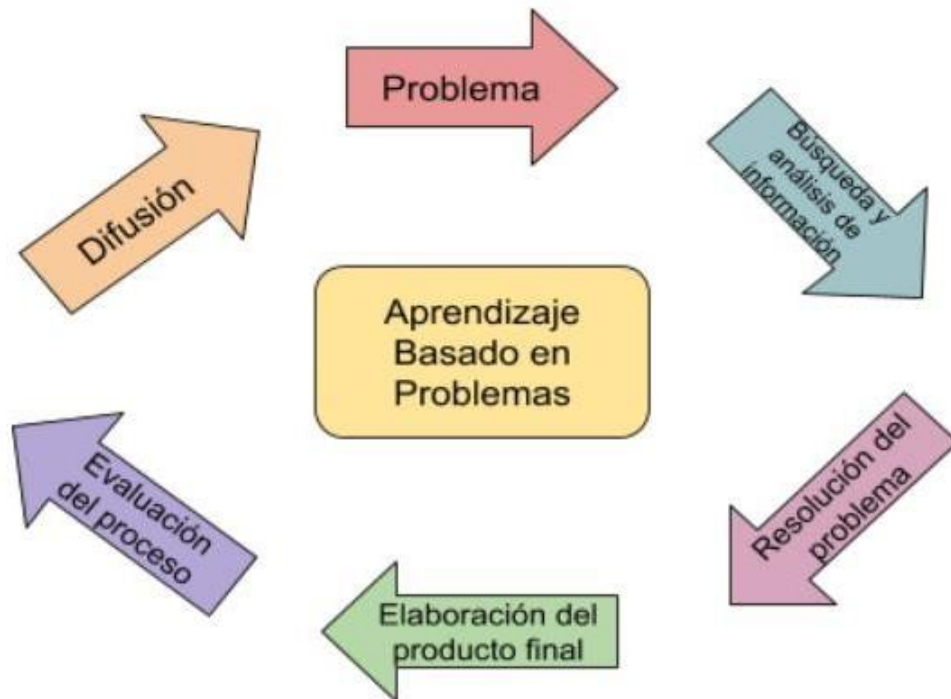 Problema
Búsqueda y
análisis de
información
Resolución del
problema
Elaboración del
producto final
Evaluación
del proceso
Difusión
Aprendizaje
Basado en
Problemas